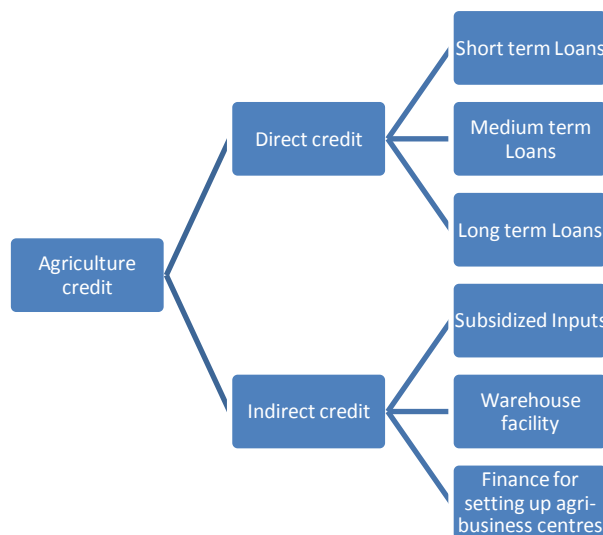 Agriculture
credit
Direct credit
Short term Loans
Medium term
Loans
Long term Loans
Indirect credit
Subsidized Inputs
Warehouse
facility
Finance for
setting up agri-
business centres